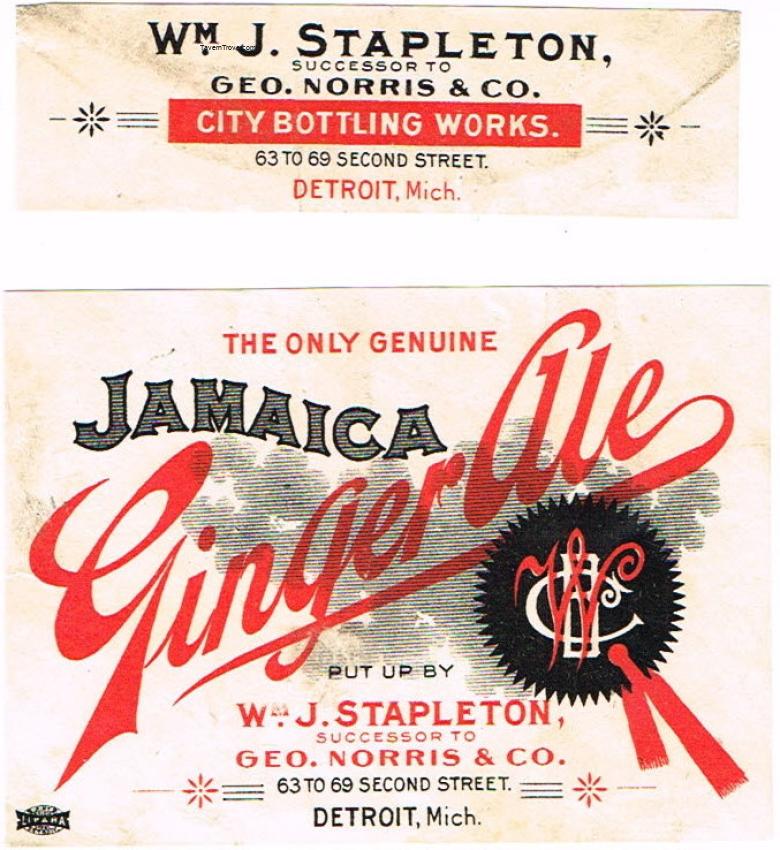 WM J. STAPLETON,
TavernTrove.com
SUCCESSOR TO
GEO. NORRIS & CO.
CITY BOTTLING WORKS.
63 TO 69 SECOND STREET.
DETROIT, Mich.
THE ONLY GENUINE
JAMAICA
Ginger Ale
PUT UP BY
WM J. STAPLETON,
SUCCESSOR TO
GEO. NORRIS & CO.
63 TO 69 SECOND STREET.
DETROIT, Mich.